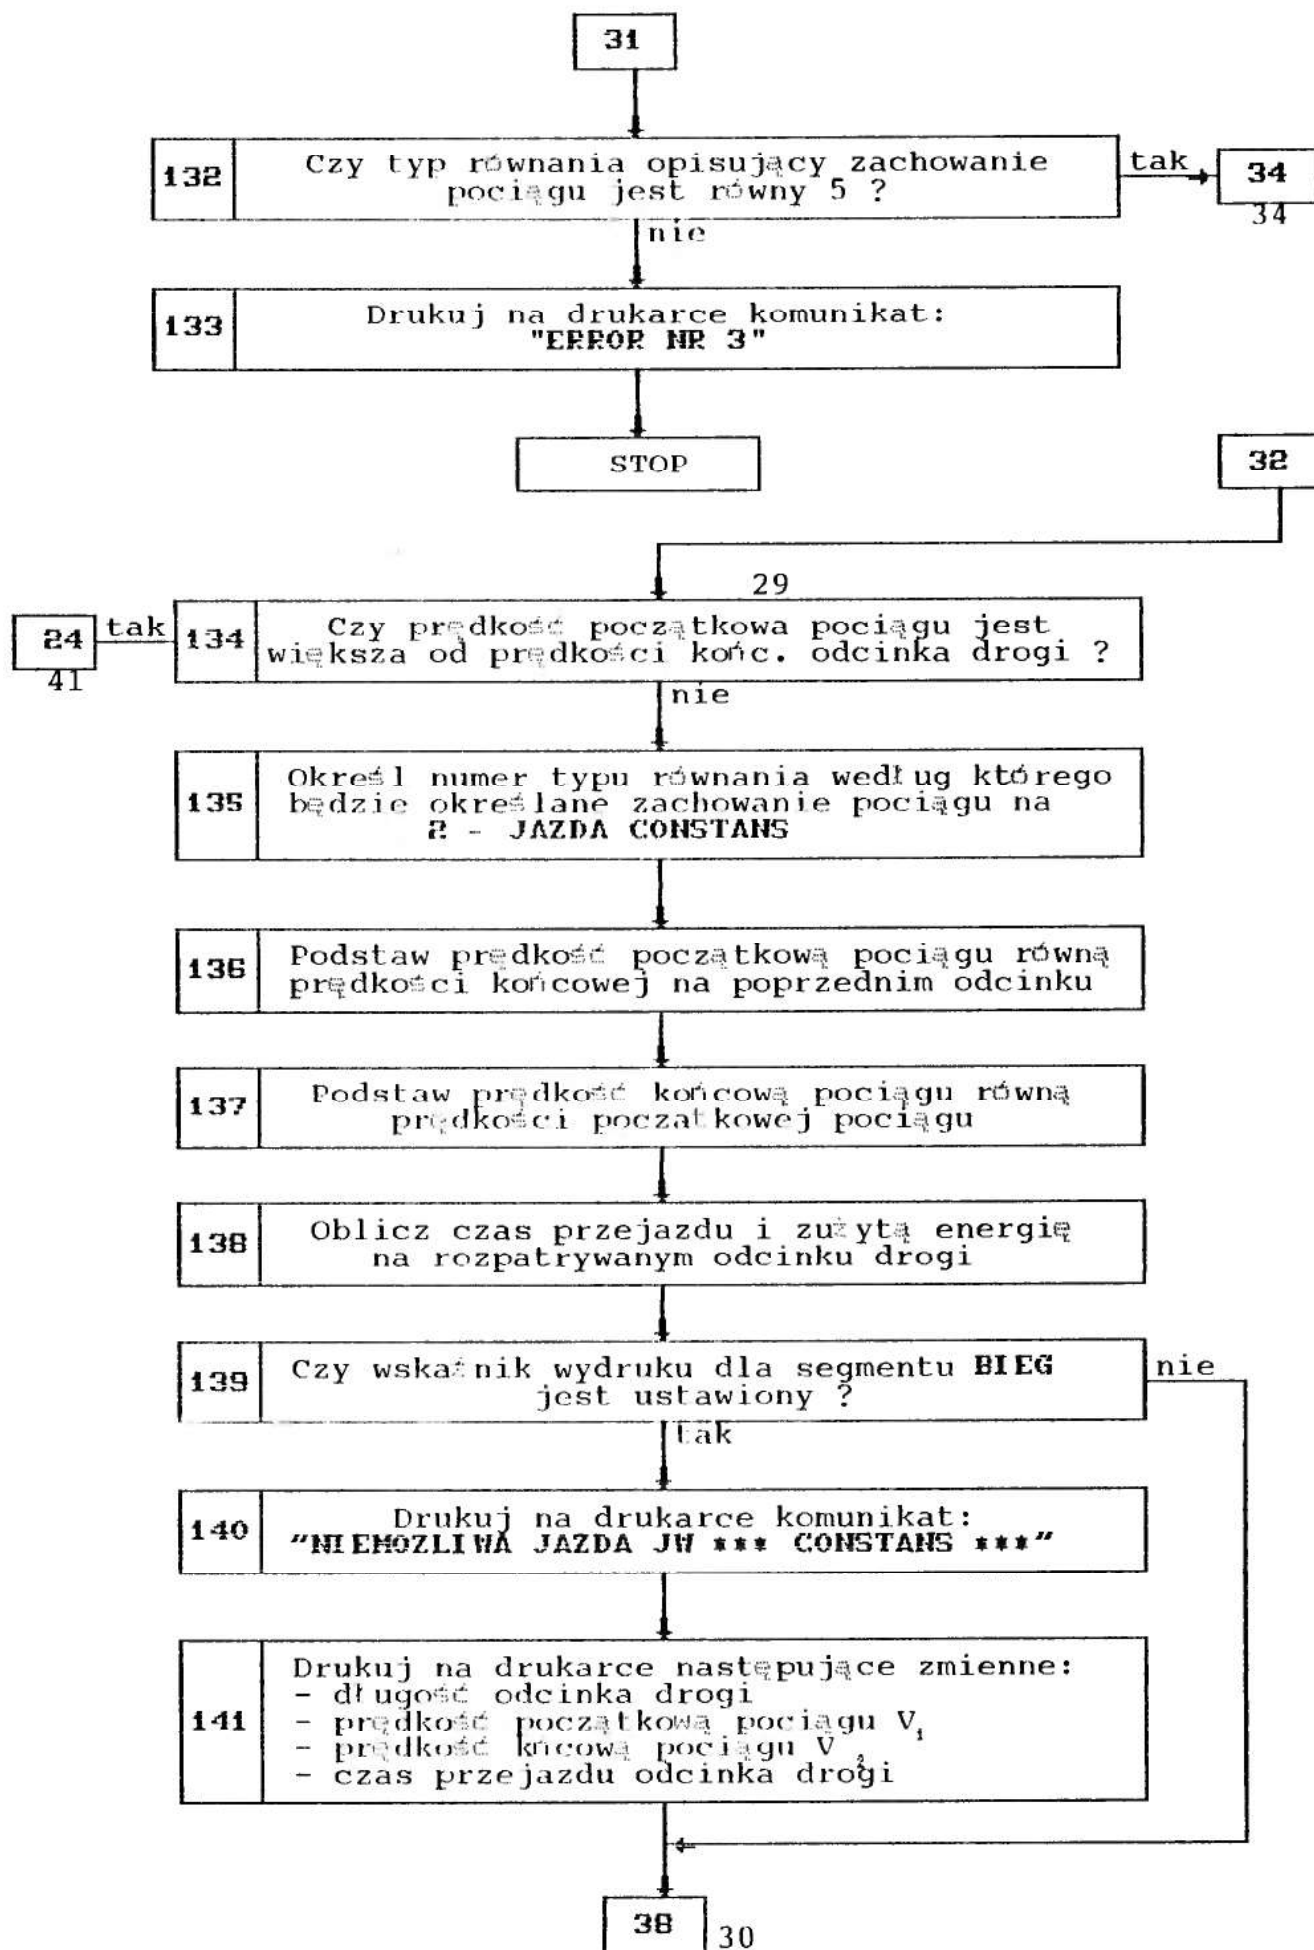 31
132
Czy typ równania opisujący zachowanie
pociągu jest równy 5 ?
tak
34
34
nie
133
Drukuj na drukarce komunikat:
"ERROR NR 3"
STOP
32
29
24
tak
41
134
Czy prędkość początkowa pociągu jest
większa od prędkości końc. odcinka drogi ?
nie
135
Określ numer typu równania według którego
będzie określane zachowanie pociągu na
2 - JAZDA CONSTANS
136
Podstaw prędkość początkową pociągu równą
prędkości końcowej na poprzednim odcinku
137
Podstaw prędkość końcową pociągu równą
prędkości początkowej pociągu
138
Oblicz czas przejazdu i zużytą energię
na rozpatrywanym odcinku drogi
139
Czy wskaźnik wydruku dla segmentu BIEG
jest ustawiony ?
nie
tak
140
Drukuj na drukarce komunikat:
"NIEMOZLIWA JAZDA JW *** CONSTANS ***"
141
Drukuj na drukarce następujące zmienne:
- długość odcinka drogi
- prędkość początkową pociągu V₁
- prędkość kńcową pociągu V₂
- czas przejazdu odcinka drogi
38
30